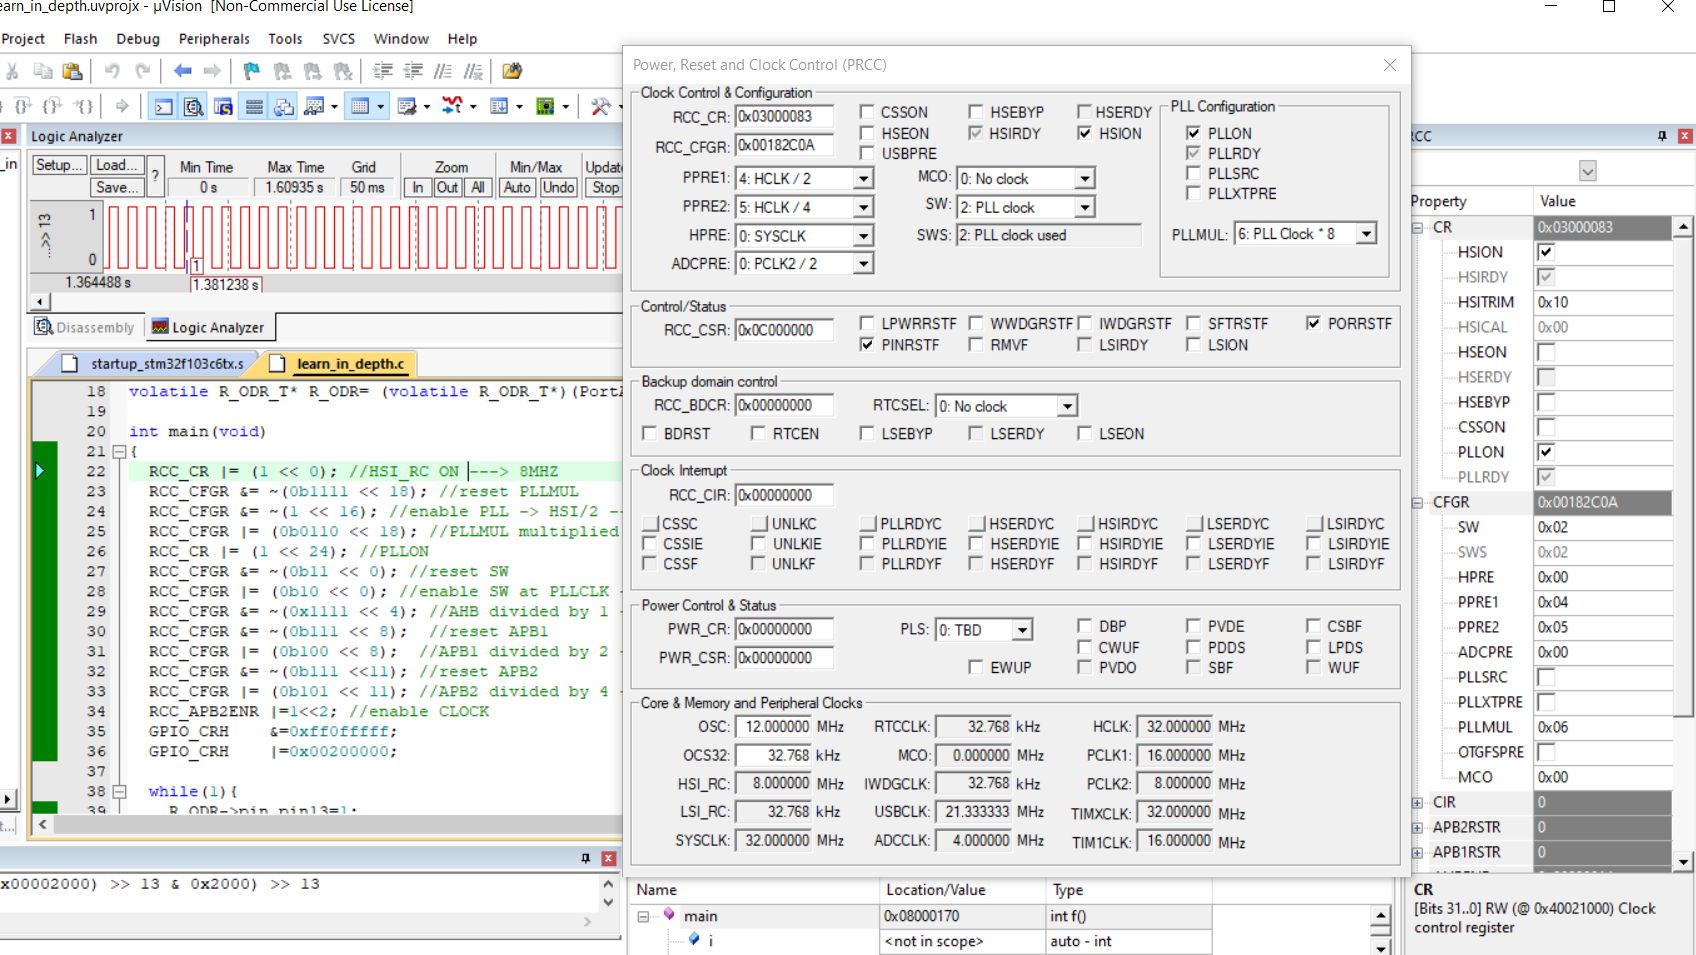 earn_in_depth.uvprojx - µVision [Non-Commercial Use License]
Project Flash Debug Peripherals Tools SVCS Window Help
Logic Analyzer
Setup... Load... Save... ?
Min Time Max Time Grid Zoom Min/Max Update
0 s 1.60935 s 50 ms In Out All Auto Undo Stop
...>> 13
1
0
1
1.364488 s 1.381238 s
Disassembly Logic Analyzer
startup_stm32f103c6tx.s learn_in_depth.c
18 volatile R_ODR_T* R_ODR= (volatile R_ODR_T*)(PortA
19
20 int main(void)
21 {
22 RCC_CR |= (1 << 0); //HSI_RC ON ---> 8MHZ
23 RCC_CFGR &= ~(0b1111 << 18); //reset PLLMUL
24 RCC_CFGR &= ~(1 << 16); //enable PLL -> HSI/2 --
25 RCC_CFGR |= (0b0110 << 18); //PLLMUL multiplied
26 RCC_CR |= (1 << 24); //PLLON
27 RCC_CFGR &= ~(0b11 << 0); //reset SW
28 RCC_CFGR |= (0b10 << 0); //enable SW at PLLCLK -
29 RCC_CFGR &= ~(0x1111 << 4); //AHB divided by 1 -
30 RCC_CFGR &= ~(0b111 << 8); //reset APB1
31 RCC_CFGR |= (0b100 << 8); //APB1 divided by 2 -
32 RCC_CFGR &= ~(0b111 <<11); //reset APB2
33 RCC_CFGR |= (0b101 << 11); //APB2 divided by 4 -
34 RCC_APB2ENR |=1<<2; //enable CLOCK
35 GPIO_CRH &=0xff0fffff;
36 GPIO_CRH |=0x00200000;
37
38 while(1){
39 R_ODR->pin.pin13=1;
x00002000) >> 13 & 0x2000) >> 13
Power, Reset and Clock Control (PRCC)
Clock Control & Configuration
RCC_CR: 0x03000083
RCC_CFGR: 0x00182C0A
CSSON HSEBYP HSERDY
HSEON HSIRDY HSION
USBPRE
PPRE1: 4: HCLK / 2
PPRE2: 5: HCLK / 4
HPRE: 0: SYSCLK
ADCPRE: 0: PCLK2 / 2
MCO: 0: No clock
SW: 2: PLL clock
SWS: 2: PLL clock used
PLL Configuration
PLLON
PLLRDY
PLLSRC
PLLXTPRE
PLLMUL: 6: PLL Clock * 8
Control/Status
RCC_CSR: 0x0C000000
LPWRRSTF WWDGRSTF IWDGRSTF SFTRSTF PORRSTF
PINRSTF RMVF LSIRDY LSION
Backup domain control
RCC_BDCR: 0x00000000 RTCSEL: 0: No clock
BDRST RTCEN LSEBYP LSERDY LSEON
Clock Interrupt
RCC_CIR: 0x00000000
CSSC UNLKC PLLRDYC HSERDYC HSIRDYC LSERDYC LSIRDYC
CSSIE UNLKIE PLLRDYIE HSERDYIE HSIRDYIE LSERDYIE LSIRDYIE
CSSF UNLKF PLLRDYF HSERDYF HSIRDYF LSERDYF LSIRDYF
Power Control & Status
PWR_CR: 0x00000000 PLS: 0: TBD
PWR_CSR: 0x00000000
DBP PVDE CSBF
CWUF PDDS LPDS
EWUP PVDO SBF WUF
Core & Memory and Peripheral Clocks
OSC: 12.000000 MHz RTCCLK: 32.768 kHz HCLK: 32.000000 MHz
OCS32: 32.768 kHz MCO: 0.000000 MHz PCLK1: 16.000000 MHz
HSI_RC: 8.000000 MHz IWDGCLK: 32.768 kHz PCLK2: 8.000000 MHz
LSI_RC: 32.768 kHz USBCLK: 21.333333 MHz TIMXCLK: 32.000000 MHz
SYSCLK: 32.000000 MHz ADCCLK: 4.000000 MHz TIM1CLK: 16.000000 MHz
Name Location/Value Type
main 0x08000170 int f()
i <not in scope> auto - int
RCC
Property Value
CR 0x03000083
HSION
HSIRDY
HSITRIM 0x10
HSICAL 0x00
HSEON
HSERDY
HSEBYP
CSSON
PLLON
PLLRDY
CFGR 0x00182C0A
SW 0x02
SWS 0x02
HPRE 0x00
PPRE1 0x04
PPRE2 0x05
ADCPRE 0x00
PLLSRC
PLLXTPRE
PLLMUL 0x06
OTGFSPRE
MCO 0x00
CIR 0
APB2RSTR 0
APB1RSTR 0
CR
[Bits 31..0] RW (@ 0x40021000) Clock
control register